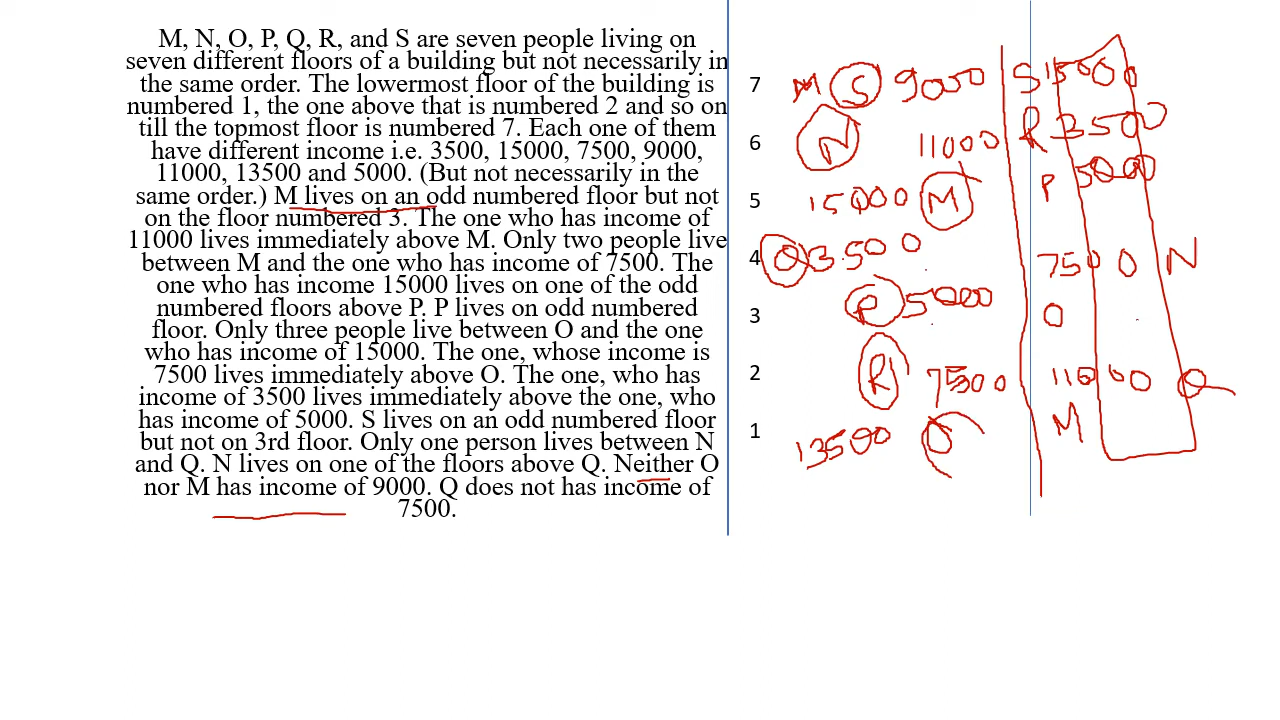 M, N, O, P, Q, R, and S are seven people living on
seven different floors of a building but not necessarily in
the same order. The lowermost floor of the building is
numbered 1, the one above that is numbered 2 and so on
till the topmost floor is numbered 7. Each one of them
have different income i.e. 3500, 15000, 7500, 9000,
11000, 13500 and 5000. (But not necessarily in the
same order.) M lives on an odd numbered floor but not
on the floor numbered 3. The one who has income of
11000 lives immediately above M. Only two people live
between M and the one who has income of 7500. The
one who has income 15000 lives on one of the odd
numbered floors above P. P lives on odd numbered
floor. Only three people live between O and the one
who has income of 15000. The one, whose income is
7500 lives immediately above O. The one, who has
income of 3500 lives immediately above the one, who
has income of 5000. S lives on an odd numbered floor
but not on 3rd floor. Only one person lives between N
and Q. N lives on one of the floors above Q. Neither O
nor M has income of 9000. Q does not has income of
7500.
7 M S 9000 S 15000
6 N 11000 R 3500
5 15000 M P 5000
4 Q 3500 7500 N
3 P 5000 O
2 R 7500 11000 Q
1 13500 O M